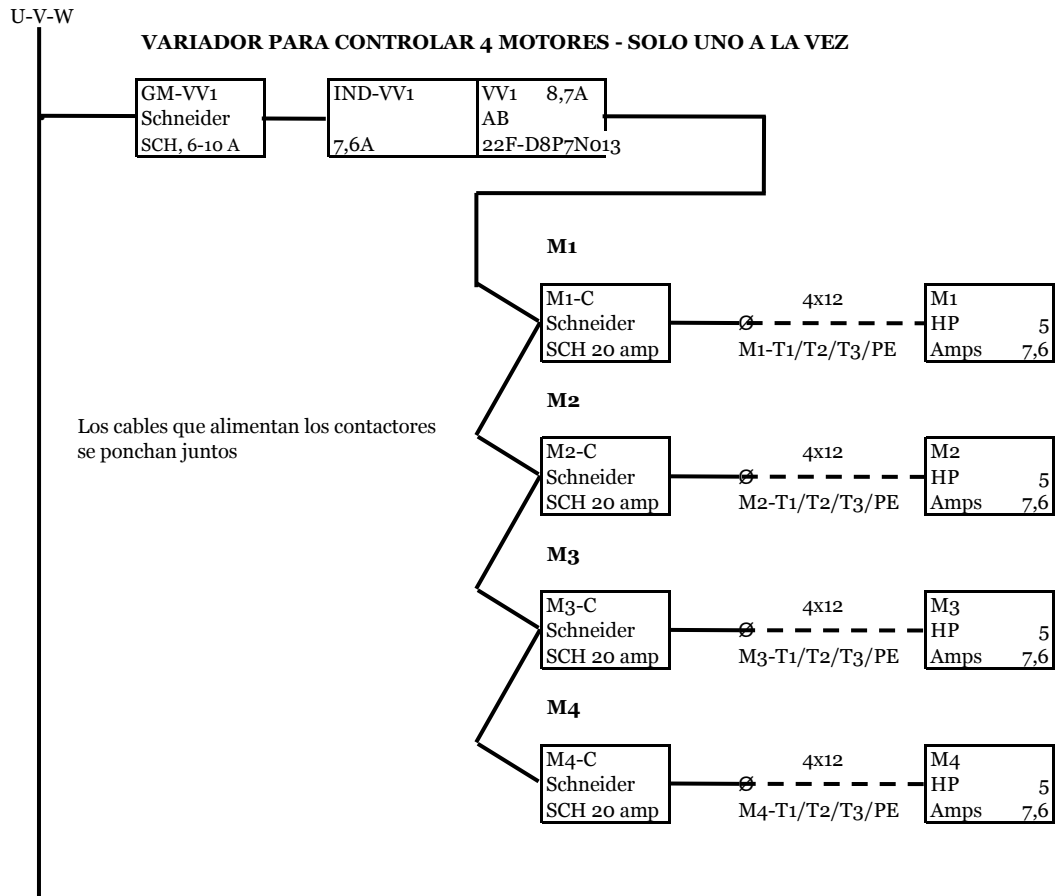 U-V-W
VARIADOR PARA CONTROLAR 4 MOTORES - SOLO UNO A LA VEZ
GM-VV1
Schneider
SCH, 6-10 A
IND-VV1
7,6A
VV1 8,7A
AB
22F-D8P7N013
M1
M1-C
Schneider
SCH 20 amp
4x12
M1-T1/T2/T3/PE
M1
HP 5
Amps 7,6
Los cables que alimentan los contactores
se ponchan juntos
M2
M2-C
Schneider
SCH 20 amp
4x12
M2-T1/T2/T3/PE
M2
HP 5
Amps 7,6
M3
M3-C
Schneider
SCH 20 amp
4x12
M3-T1/T2/T3/PE
M3
HP 5
Amps 7,6
M4
M4-C
Schneider
SCH 20 amp
4x12
M4-T1/T2/T3/PE
M4
HP 5
Amps 7,6